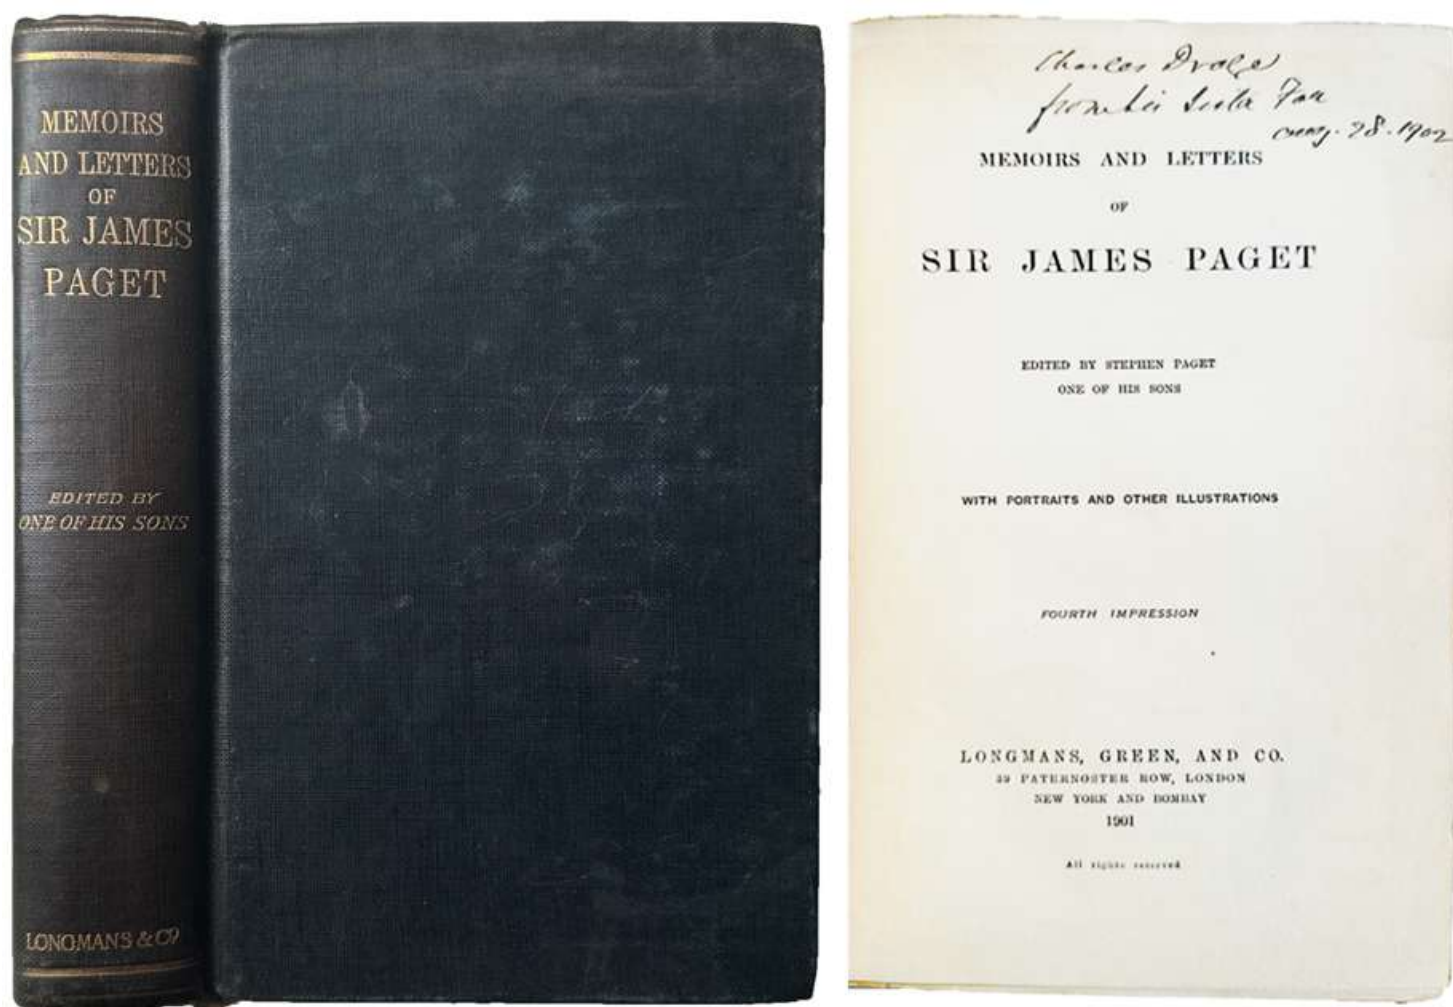 MEMOIRS
AND LETTERS
OF
SIR JAMES
PAGET
EDITED BY
ONE OF HIS SONS
LONGMANS & Co.
Charles
from his
28. 1902
MEMOIRS AND LETTERS
OF
SIR JAMES PAGET
EDITED BY STEPHEN PAGET
ONE OF HIS SONS
WITH PORTRAITS AND OTHER ILLUSTRATIONS
FOURTH IMPRESSION
LONGMANS, GREEN, AND CO.
39 PATERNOSTER ROW, LONDON
NEW YORK AND BOMBAY
1901
All rights reserved